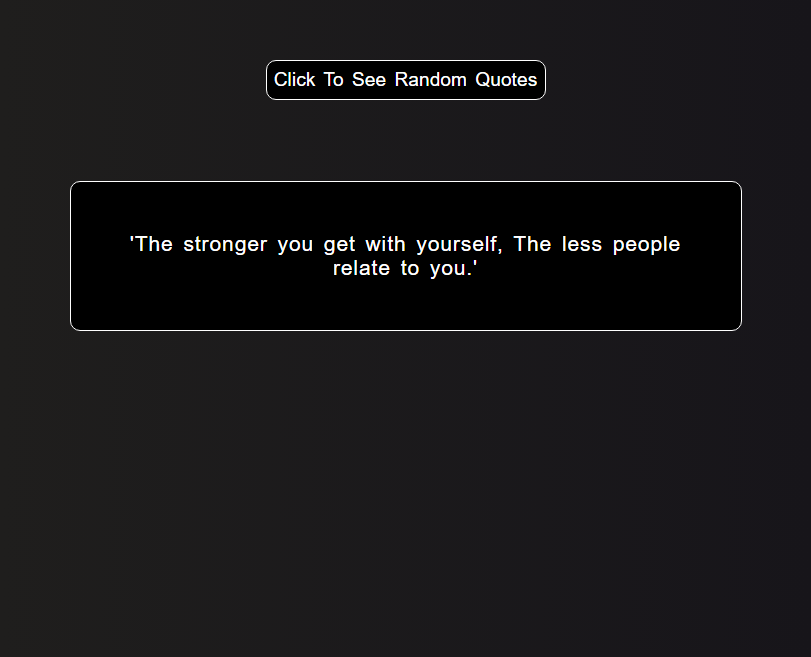 Click To See Random Quotes
'The stronger you get with yourself, The less people
relate to you.'